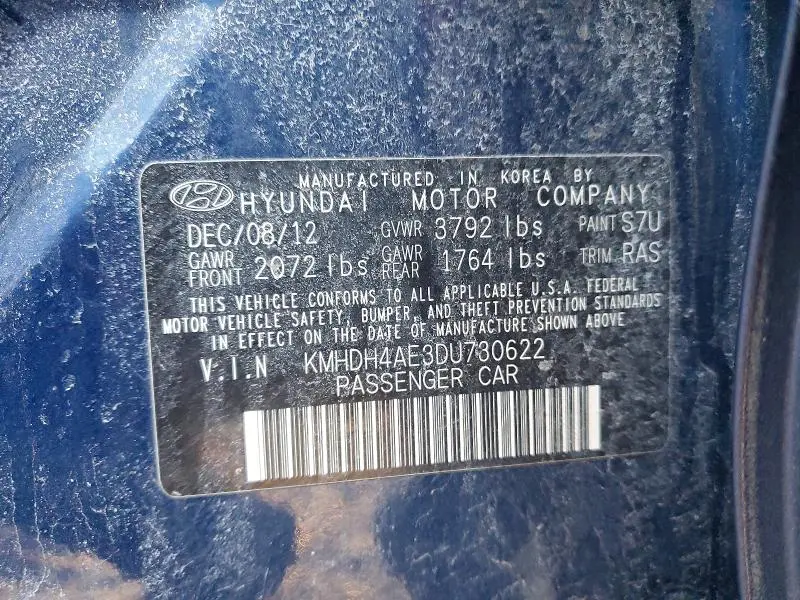 MANUFACTURED IN KOREA BY
HYUNDAI MOTOR COMPANY
DEC/08/12 GVWR 3792 lbs PAINT S7U
GAWR FRONT 2072 lbs GAWR REAR 1764 lbs TRIM RAS
THIS VEHICLE CONFORMS TO ALL APPLICABLE U.S.A. FEDERAL
MOTOR VEHICLE SAFETY, BUMPER, AND THEFT PREVENTION STANDARDS
IN EFFECT ON THE DATE OF MANUFACTURE SHOWN ABOVE
V.I.N KMHDH4AE3DU730622
PASSENGER CAR